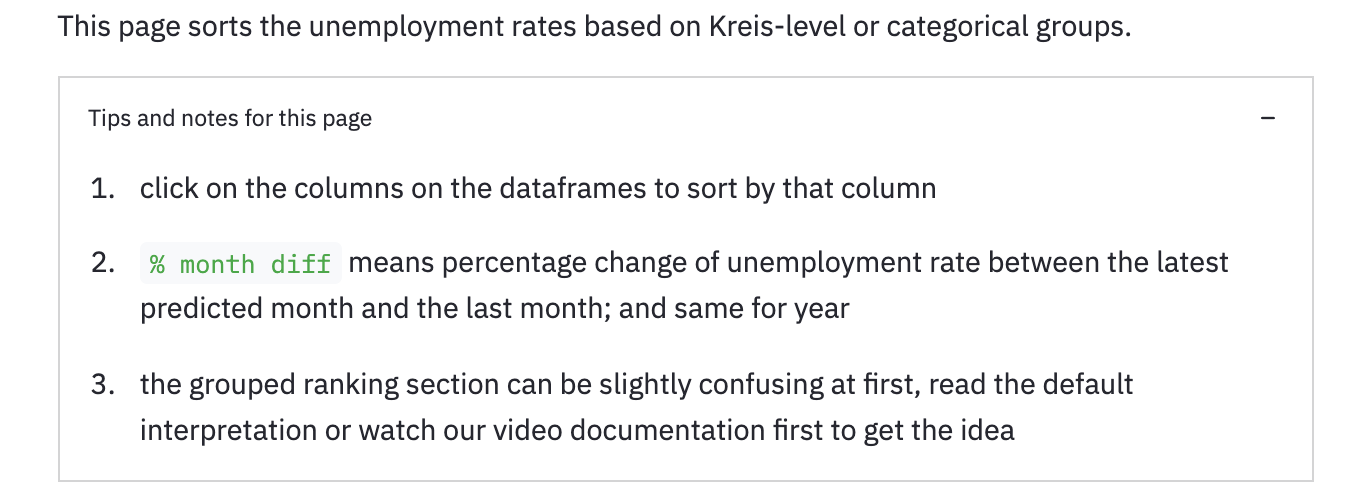 This page sorts the unemployment rates based on Kreis-level or categorical groups.
Tips and notes for this page
1. click on the columns on the dataframes to sort by that column
2. % month diff means percentage change of unemployment rate between the latest
predicted month and the last month; and same for year
3. the grouped ranking section can be slightly confusing at first, read the default
interpretation or watch our video documentation first to get the idea